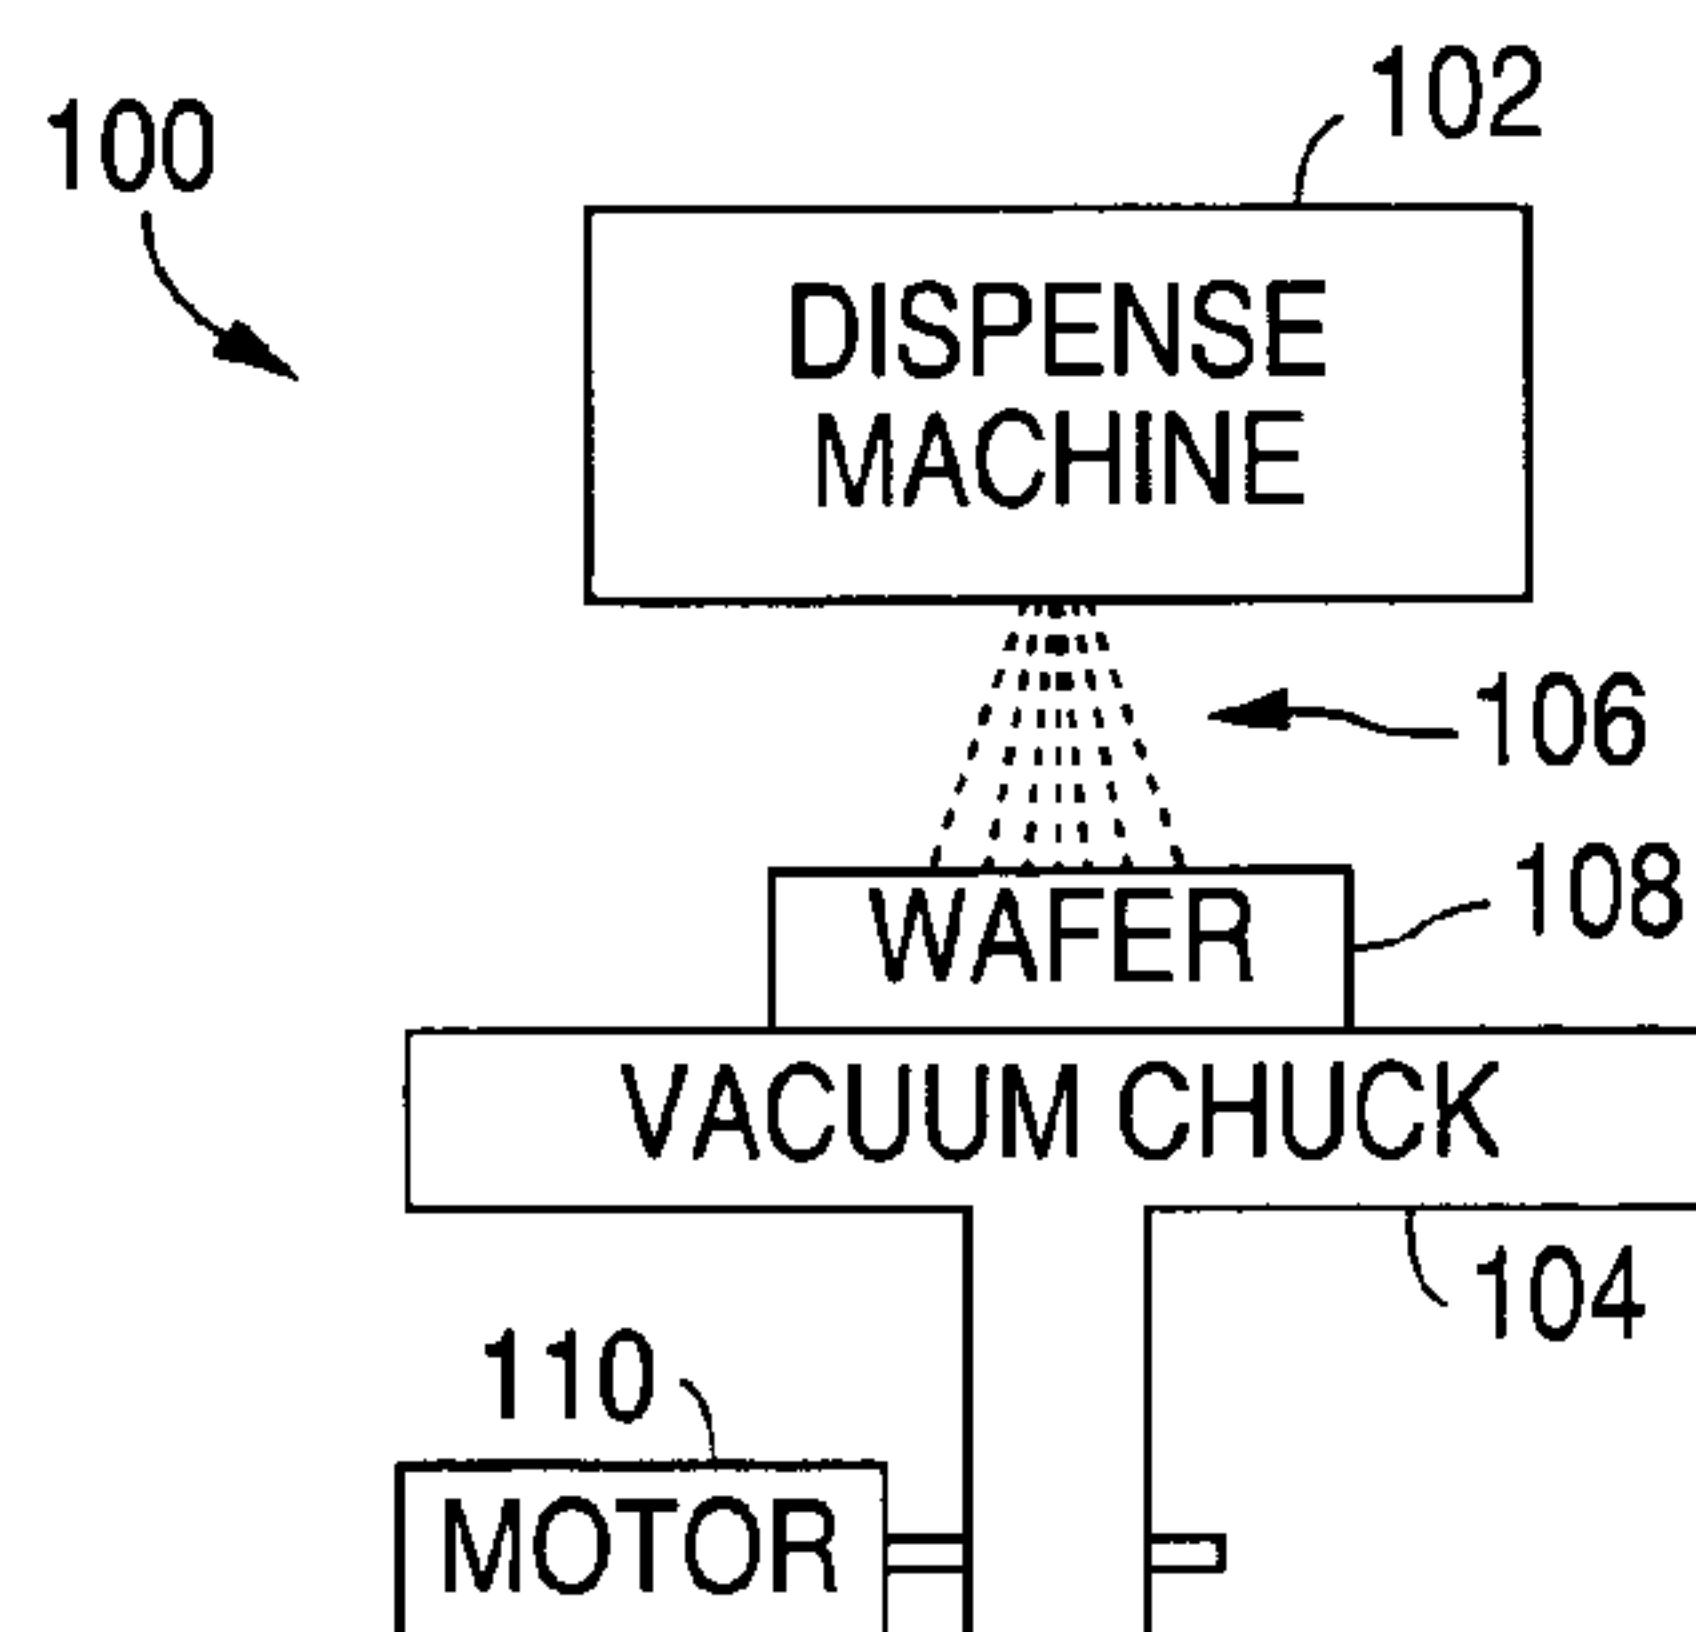 102
100
DISPENSE
MACHINE
106
108
WAFER
VACUUM CHUCK
104
110
MOTOR